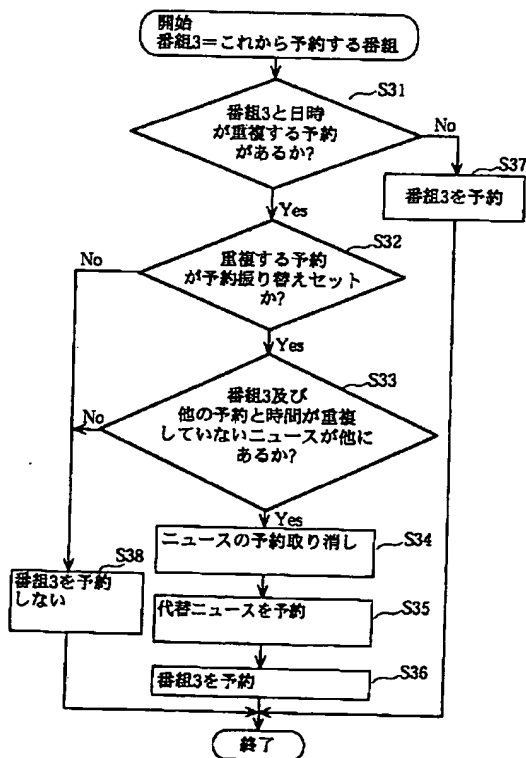 開始
番組3=これから予約する番組
S31
番組3と日時
が重複する予約
があるか?
No
S37
番組3を予約
Yes
S32
重複する予約
が予約振り替えセット
か?
No
Yes
S33
番組3及び
他の予約と時間が重複
していないニュースが他に
あるか?
No
Yes
ニュースの予約取り消し
S34
S38
番組3を予約
しない
代替ニュースを予約
S35
番組3を予約
S36
終了